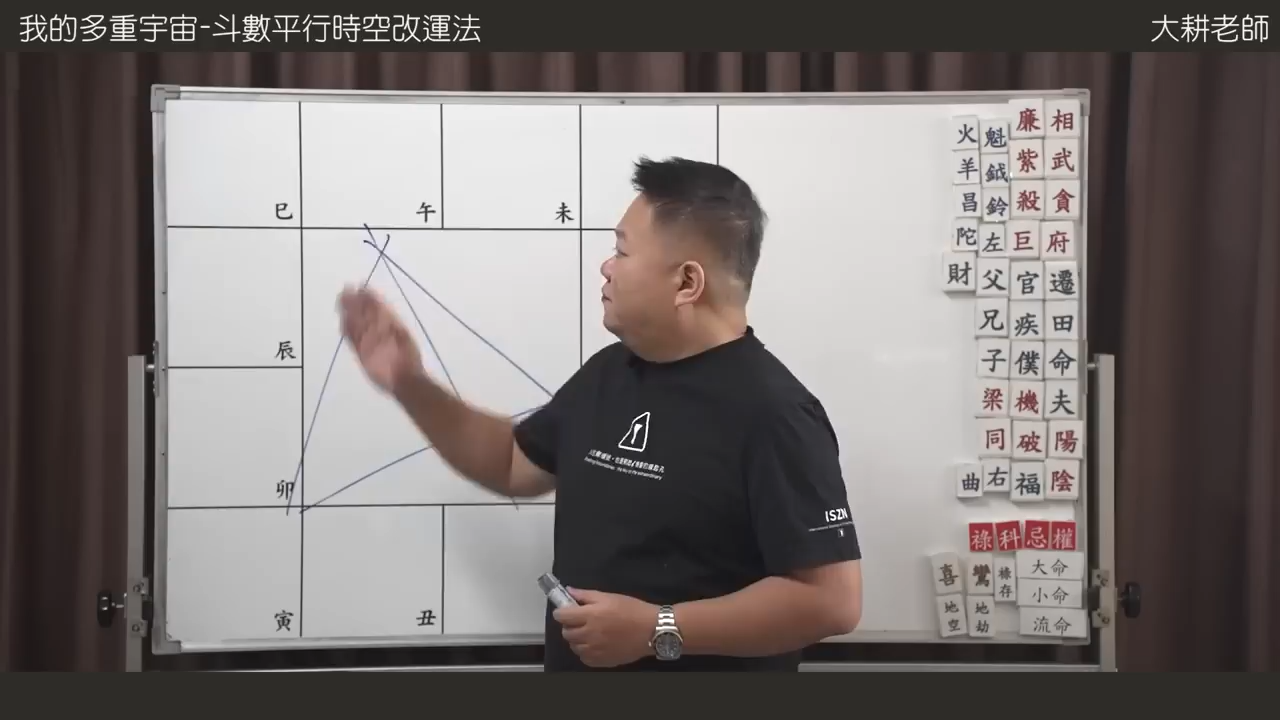 我的多重宇宙-斗數平行時空改運法
大耕老師
巳
午
未
辰
卯
寅
丑
火 魁 廉 相
羊 鉞 紫 武
昌 鈴 殺 貪
陀 左 巨 府
財 父 官 遷
兄 疾 田
子 僕 命
梁 機 夫
同 破 陽
曲 右 福 陰
祿 科 忌 權
喜 鸞 祿存 大命
小命
地空 地劫 流命
ISZN